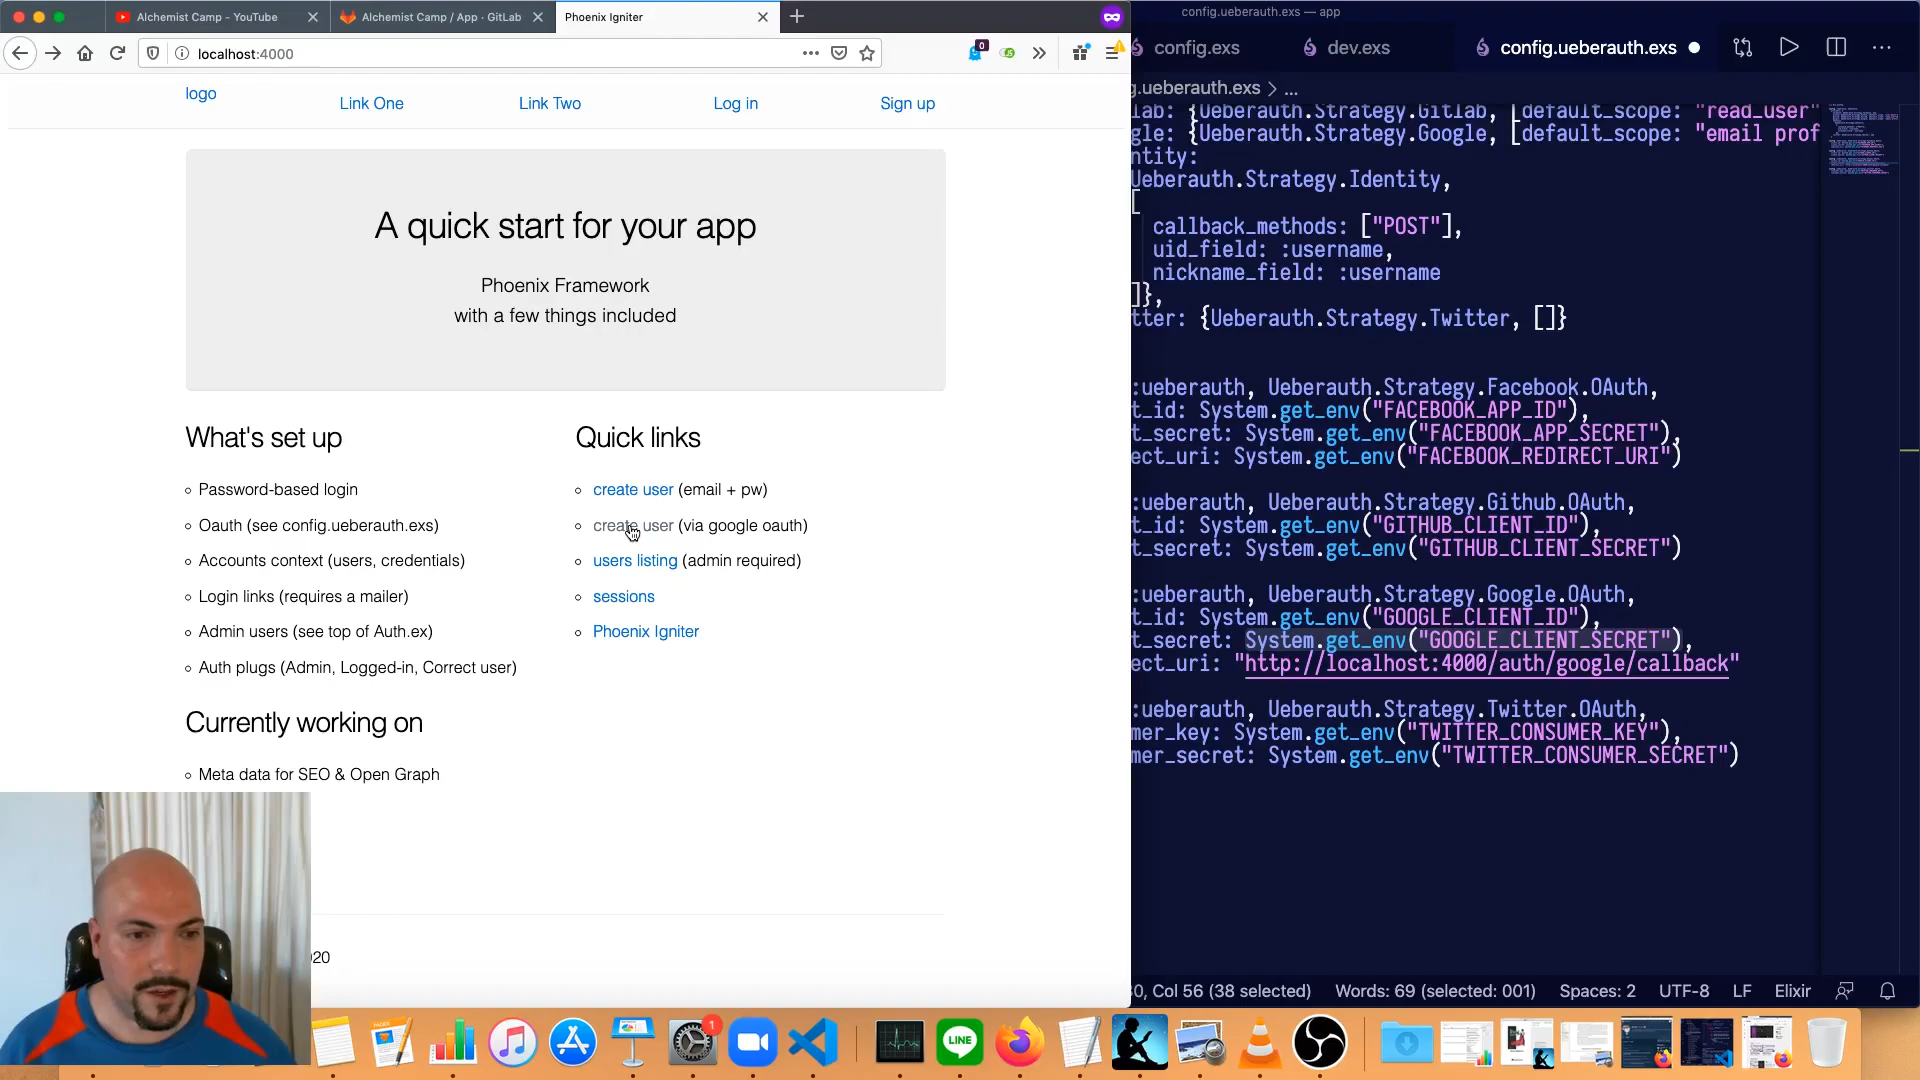 Alchemist Camp - YouTube
Alchemist Camp / App · GitLab
Phoenix Igniter
localhost:4000
0
logo
Link One
Link Two
Log in
Sign up
A quick start for your app
Phoenix Framework
with a few things included
What's set up
Password-based login
Oauth (see config.ueberauth.exs)
Accounts context (users, credentials)
Login links (requires a mailer)
Admin users (see top of Auth.ex)
Auth plugs (Admin, Logged-in, Correct user)
Currently working on
Meta data for SEO & Open Graph
Quick links
create user (email + pw)
create user (via google oauth)
users listing (admin required)
sessions
Phoenix Igniter
020
config.ueberauth.exs — app
config.exs
dev.exs
config.ueberauth.exs
g.ueberauth.exs > ...
lab: {Ueberauth.Strategy.Gitlab, [default_scope: "read_user"
gle: {Ueberauth.Strategy.Google, [default_scope: "email prof
ntity:
Ueberauth.Strategy.Identity,
[
callback_methods: ["POST"],
uid_field: :username,
nickname_field: :username
]},
tter: {Ueberauth.Strategy.Twitter, []}
:ueberauth, Ueberauth.Strategy.Facebook.OAuth,
t_id: System.get_env("FACEBOOK_APP_ID"),
t_secret: System.get_env("FACEBOOK_APP_SECRET"),
ect_uri: System.get_env("FACEBOOK_REDIRECT_URI")
:ueberauth, Ueberauth.Strategy.Github.OAuth,
t_id: System.get_env("GITHUB_CLIENT_ID"),
t_secret: System.get_env("GITHUB_CLIENT_SECRET")
:ueberauth, Ueberauth.Strategy.Google.OAuth,
t_id: System.get_env("GOOGLE_CLIENT_ID"),
t_secret: System.get_env("GOOGLE_CLIENT_SECRET"),
ect_uri: "http://localhost:4000/auth/google/callback"
:ueberauth, Ueberauth.Strategy.Twitter.OAuth,
mer_key: System.get_env("TWITTER_CONSUMER_KEY"),
mer_secret: System.get_env("TWITTER_CONSUMER_SECRET")
30, Col 56 (38 selected)
Words: 69 (selected: 001)
Spaces: 2
UTF-8
LF
Elixir
PAGES
1
LINE